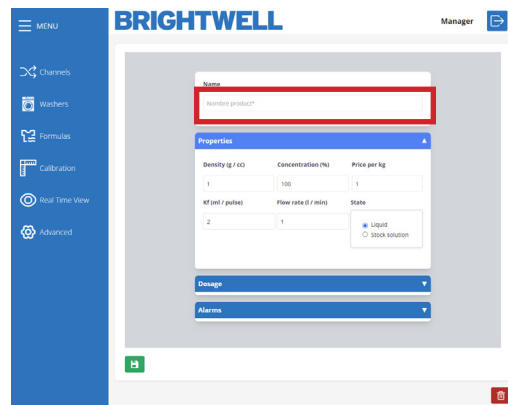 MENU
BRIGHTWELL
Manager
Channels
Washers
Formulas
Calibration
Real Time View
Advanced
Name
Nombre product*
Properties
Density (g / cc) Concentration (%) Price per kg
1 100 1
Kf (ml / pulse) Flow rate (l / min) State
2 1
Liquid
Stock solution
Dosage
Alarms